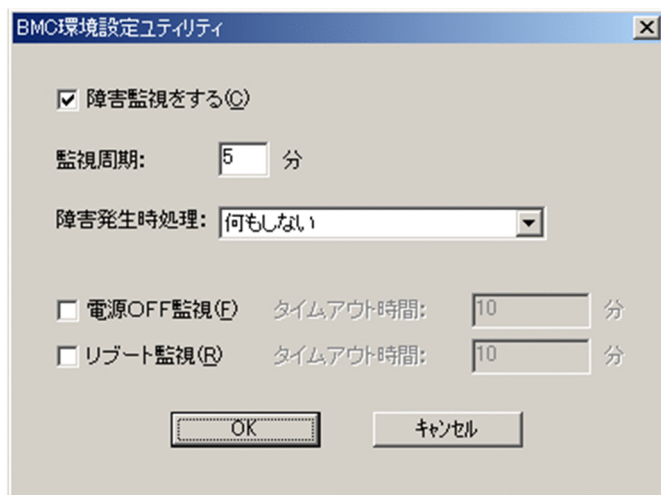 BMC環境設定ユティリティ
障害監視をする(C)
監視周期: 5 分
障害発生時処理: 何もしない
電源OFF監視(F) タイムアウト時間: 10 分
リブート監視(R) タイムアウト時間: 10 分
OK キャンセル